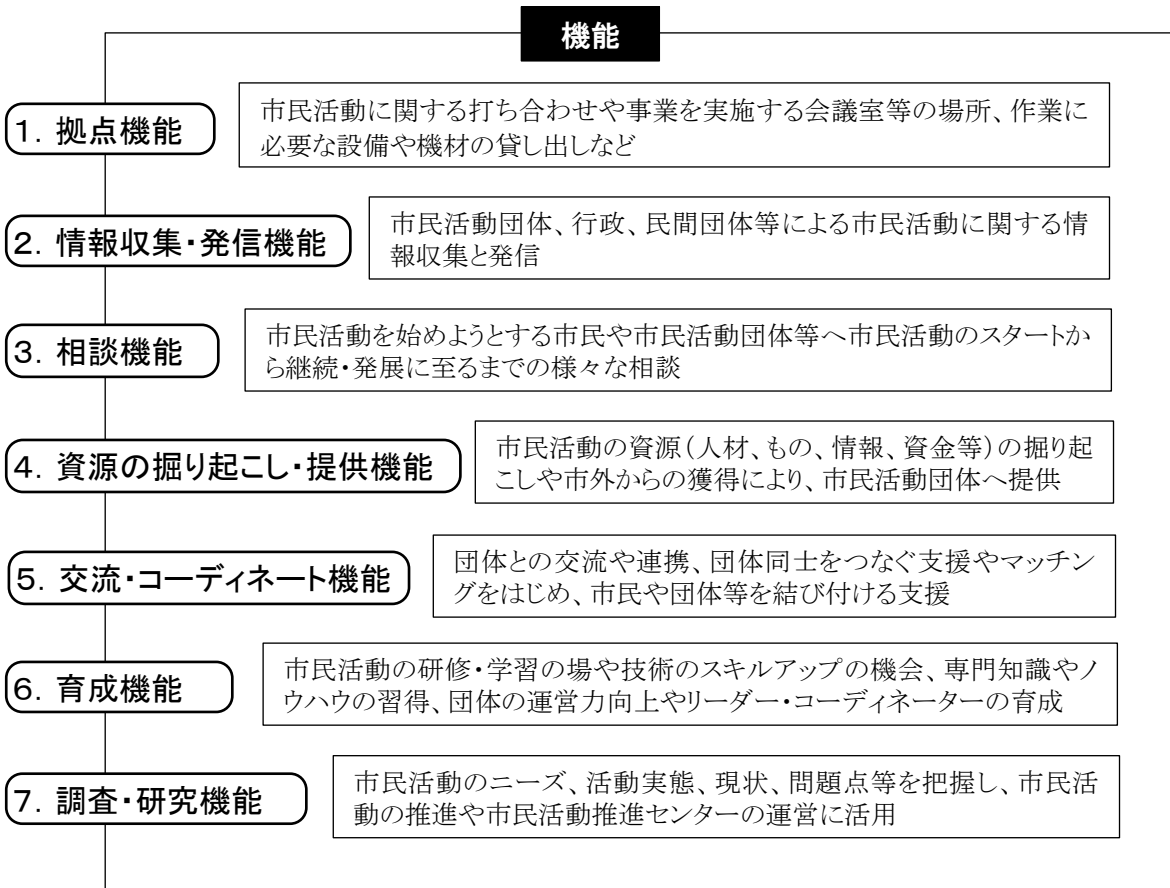 機能
1．拠点機能
市民活動に関する打ち合わせや事業を実施する会議室等の場所、作業に
必要な設備や機材の貸し出しなど
2．情報収集・発信機能
市民活動団体、行政、民間団体等による市民活動に関する情
報収集と発信
3．相談機能
市民活動を始めようとする市民や市民活動団体等へ市民活動のスタートか
ら継続・発展に至るまでの様々な相談
4．資源の掘り起こし・提供機能
市民活動の資源（人材、もの、情報、資金等）の掘り起
こしや市外からの獲得により、市民活動団体へ提供
5．交流・コーディネート機能
団体との交流や連携、団体同士をつなぐ支援やマッチン
グをはじめ、市民や団体等を結び付ける支援
6．育成機能
市民活動の研修・学習の場や技術のスキルアップの機会、専門知識やノ
ウハウの習得、団体の運営力向上やリーダー・コーディネーターの育成
7．調査・研究機能
市民活動のニーズ、活動実態、現状、問題点等を把握し、市民活
動の推進や市民活動推進センターの運営に活用